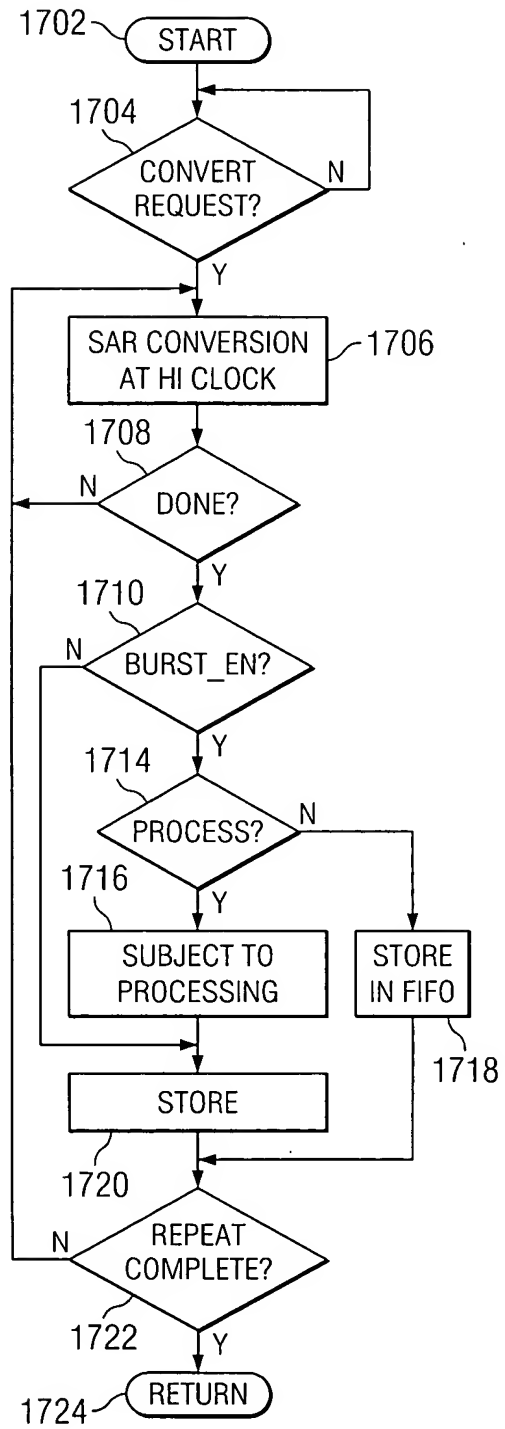 1702
START
1704
CONVERT
REQUEST?
N
Y
SAR CONVERSION
AT HI CLOCK
1706
1708
N
DONE?
Y
1710
N
BURST_EN?
Y
1714
PROCESS?
N
1716
Y
SUBJECT TO
PROCESSING
STORE
IN FIFO
1718
STORE
1720
N
REPEAT
COMPLETE?
1722
Y
RETURN
1724